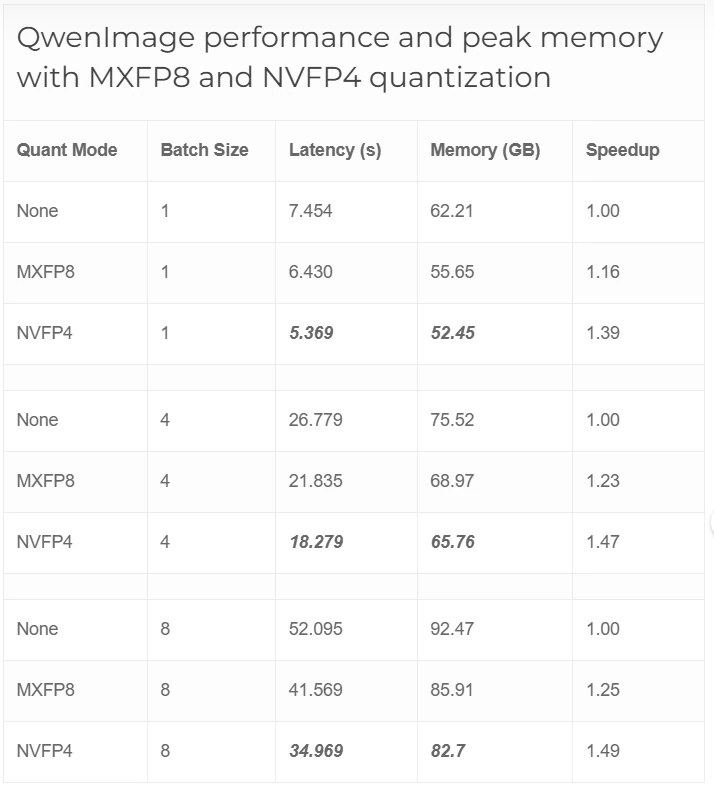 QwenImage performance and peak memory
with MXFP8 and NVFP4 quantization
Quant Mode Batch Size Latency (s) Memory (GB) Speedup
None 1 7.454 62.21 1.00
MXFP8 1 6.430 55.65 1.16
NVFP4 1 5.369 52.45 1.39
None 4 26.779 75.52 1.00
MXFP8 4 21.835 68.97 1.23
NVFP4 4 18.279 65.76 1.47
None 8 52.095 92.47 1.00
MXFP8 8 41.569 85.91 1.25
NVFP4 8 34.969 82.7 1.49